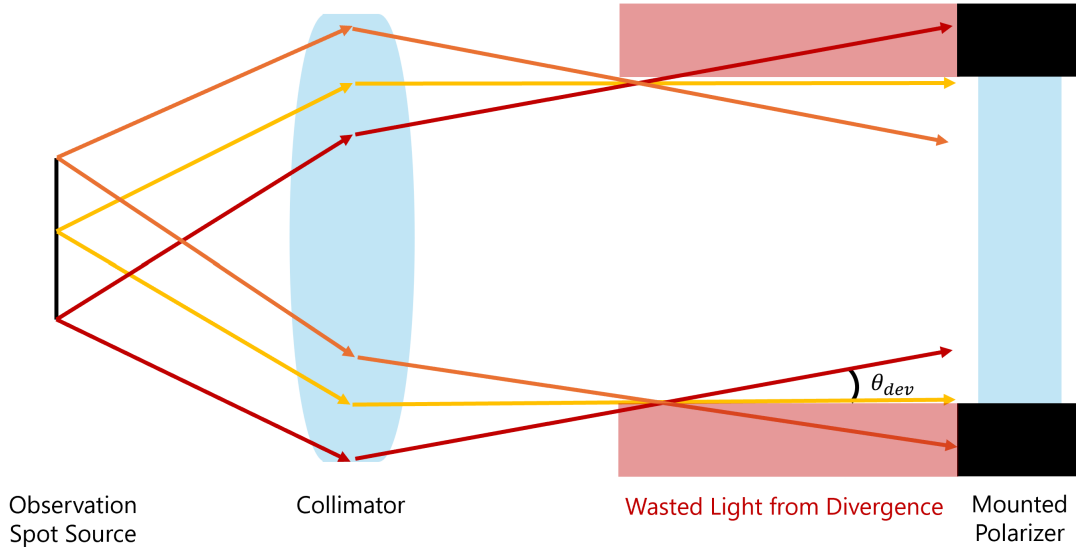 θ_dev
Observation
Spot Source
Collimator
Wasted Light from Divergence
Mounted
Polarizer